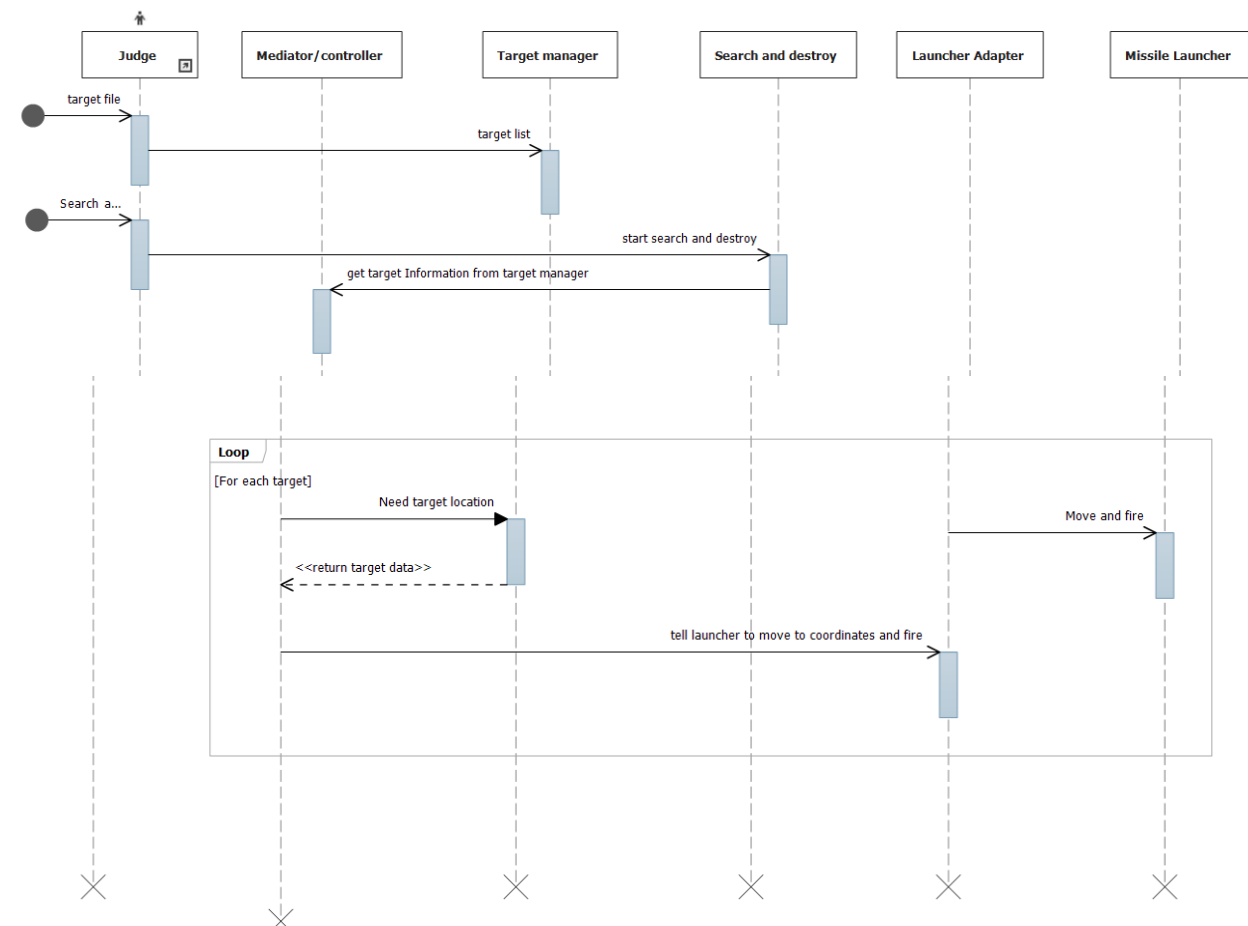 Judge
Mediator/controller
Target manager
Search and destroy
Launcher Adapter
Missile Launcher
target file
target list
Search a...
start search and destroy
get target Information from target manager
Loop
[For each target]
Need target location
Move and fire
<<return target data>>
tell launcher to move to coordinates and fire